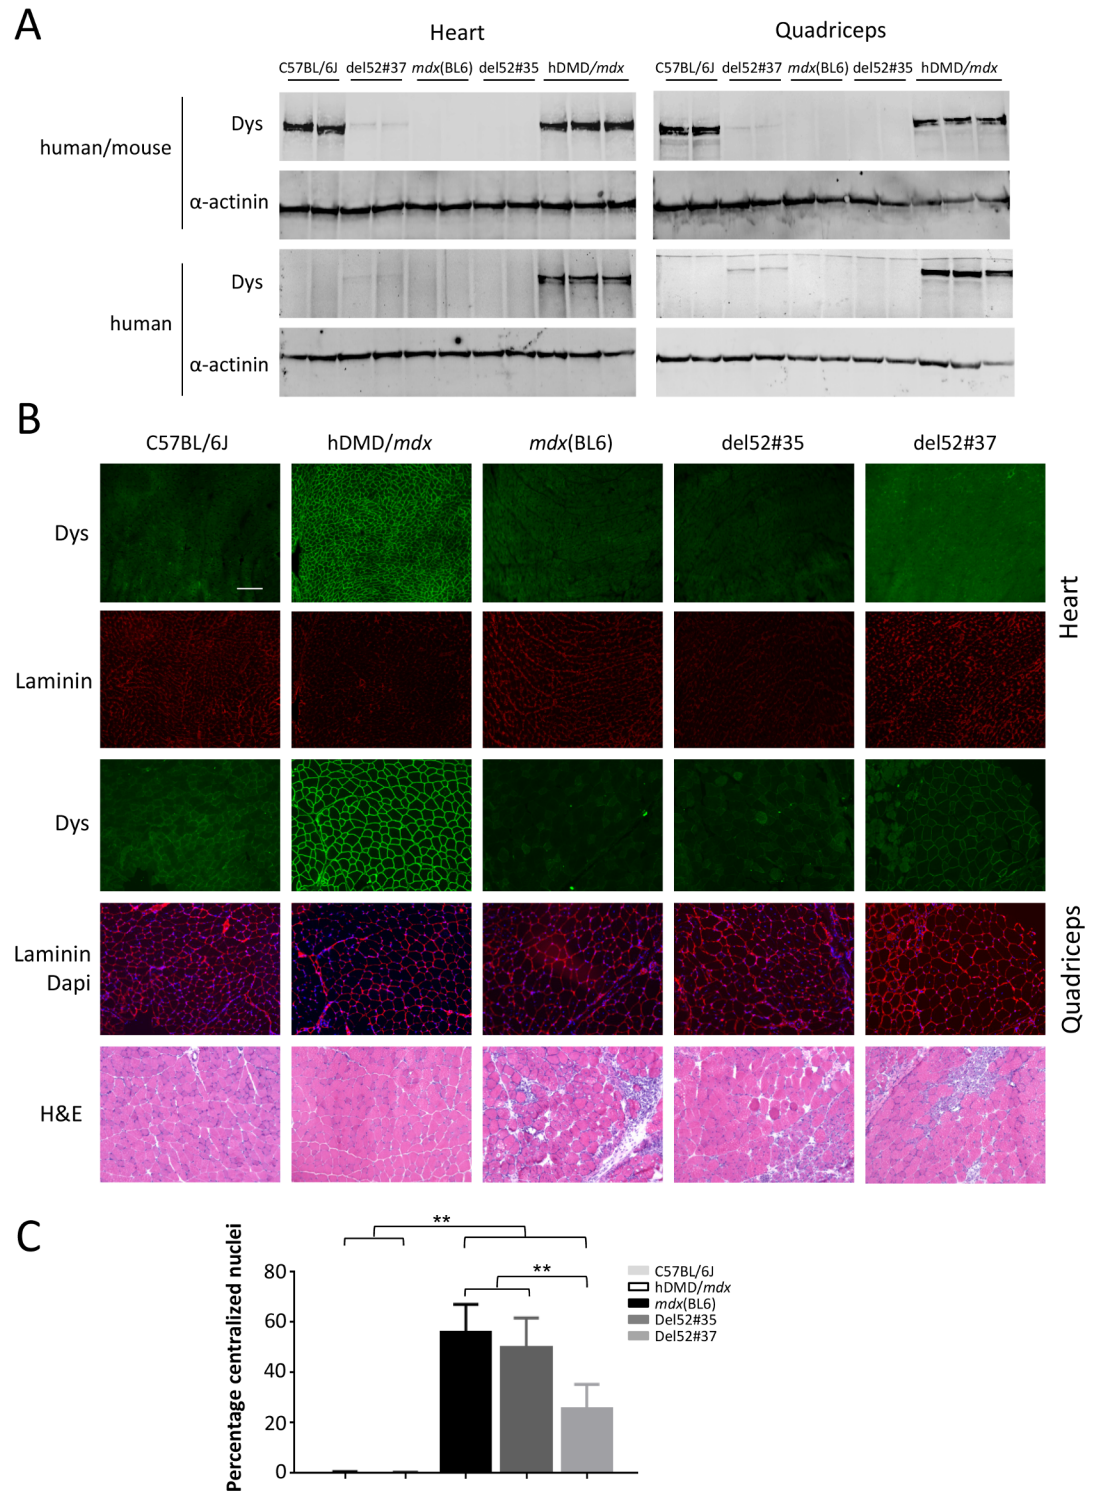 A
Heart
Quadriceps
C57BL/6J del52#37 mdx(BL6) del52#35 hDMD/mdx
C57BL/6J del52#37 mdx(BL6) del52#35 hDMD/mdx
human/mouse
Dys
α-actinin
human
Dys
α-actinin
B
C57BL/6J hDMD/mdx mdx(BL6) del52#35 del52#37
Dys
Laminin
Heart
Dys
Laminin
Dapi
H&E
Quadriceps
C
Percentage centralized nuclei
80
60
40
20
0
**
**
C57BL/6J
hDMD/mdx
mdx(BL6)
Del52#35
Del52#37